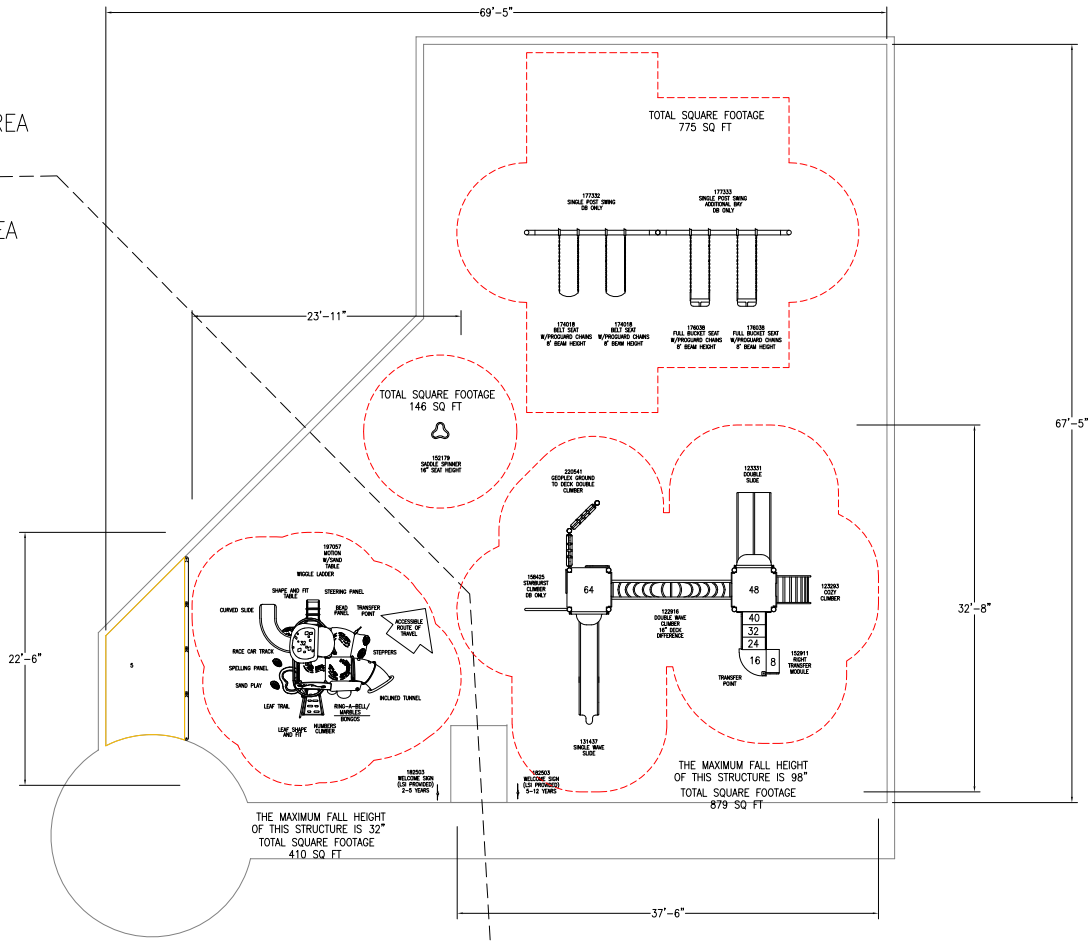 69'-5"
REA
EA
TOTAL SQUARE FOOTAGE
775 SQ FT
177332
SINGLE POST SWING
DB ONLY
177333
SINGLE POST SWING
ADDITIONAL BAY
DB ONLY
174018
BELT SEAT
W/PROGUARD CHAINS
8' BEAM HEIGHT
174018
BELT SEAT
W/PROGUARD CHAINS
8' BEAM HEIGHT
176038
FULL BUCKET SEAT
W/PROGUARD CHAINS
8' BEAM HEIGHT
176038
FULL BUCKET SEAT
W/PROGUARD CHAINS
8' BEAM HEIGHT
23'-11"
TOTAL SQUARE FOOTAGE
146 SQ FT
152179
SADDLE SPINNER
16" SEAT HEIGHT
67'-5"
220541
GEOPLEX GROUND
TO DECK DOUBLE
CLIMBER
123331
DOUBLE
SLIDE
158425
STARBURST
CLIMBER
DB ONLY
64
48
123293
COZY
CLIMBER
122916
DOUBLE WAVE
CLIMBER
16" DECK
DIFFERENCE
40
32
24
16
8
152911
RIGHT
TRANSFER
MODULE
TRANSFER
POINT
131437
SINGLE WAVE
SLIDE
32'-8"
197057
MOTION
W/SAND
TABLE
WIGGLE LADDER
SHAPE AND FIT
TABLE
STEERING PANEL
CURVED SLIDE
BEAD
PANEL
TRANSFER
POINT
ACCESSIBLE
ROUTE OF
TRAVEL
RACE CAR TRACK
32
STEPPERS
SPELLING PANEL
SAND PLAY
INCLINED TUNNEL
LEAF TRAIL
RING-A-BELL/
MARBLES
BONGOS
LEAF SHAPE
AND FIT
NUMBERS
CLIMBER
22'-6"
5
182503
WELCOME SIGN
(LSI PROVIDED)
2-5 YEARS
182503
WELCOME SIGN
(LSI PROVIDED)
5-12 YEARS
THE MAXIMUM FALL HEIGHT
OF THIS STRUCTURE IS 98"
TOTAL SQUARE FOOTAGE
879 SQ FT
THE MAXIMUM FALL HEIGHT
OF THIS STRUCTURE IS 32"
TOTAL SQUARE FOOTAGE
410 SQ FT
37'-6"